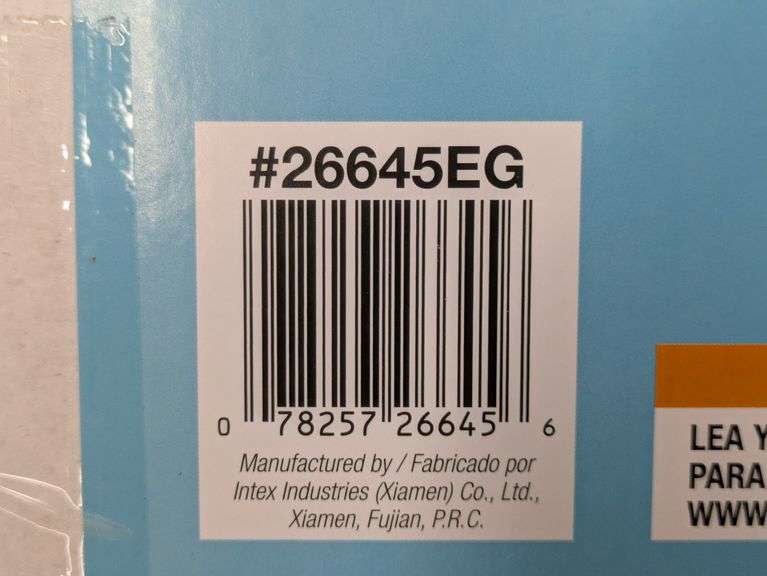 #26645EG
0 78257 26645 6
Manufactured by / Fabricado por
Intex Industries (Xiamen) Co., Ltd.,
Xiamen, Fujian, P.R.C.
LEA Y
PARA
WWW